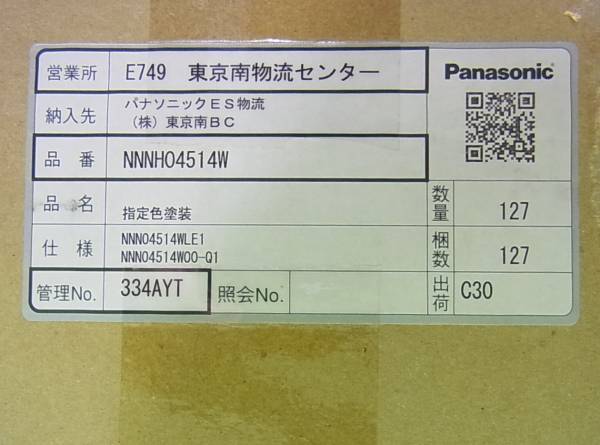 営業所 E749 東京南物流センター
Panasonic
納入先 パナソニックES物流
（株）東京南BC
品番 NNNH04514W
品名 指定色塗装
数量 127
仕様 NNN04514WLE1
NNN04514W00-Q1
梱数 127
管理No. 334AYT 照会No. 出荷 C30